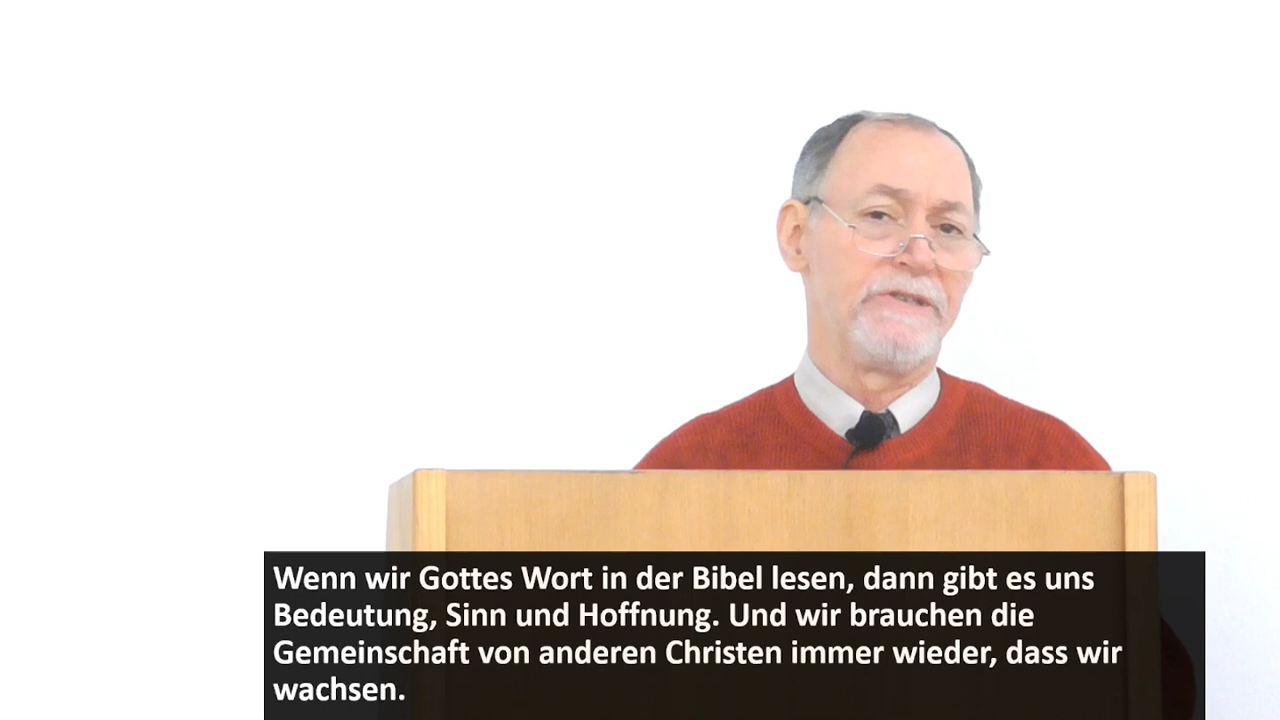 Wenn wir Gottes Wort in der Bibel lesen, dann gibt es uns
Bedeutung, Sinn und Hoffnung. Und wir brauchen die
Gemeinschaft von anderen Christen immer wieder, dass wir
wachsen.